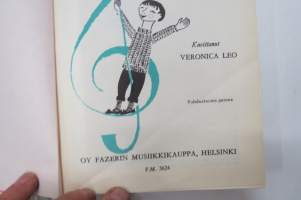 Kuvittanut
VERONICA LEO
OY FAZERIN MUSIIKKIKAUPPA, HELSINKI
F.M. 3624